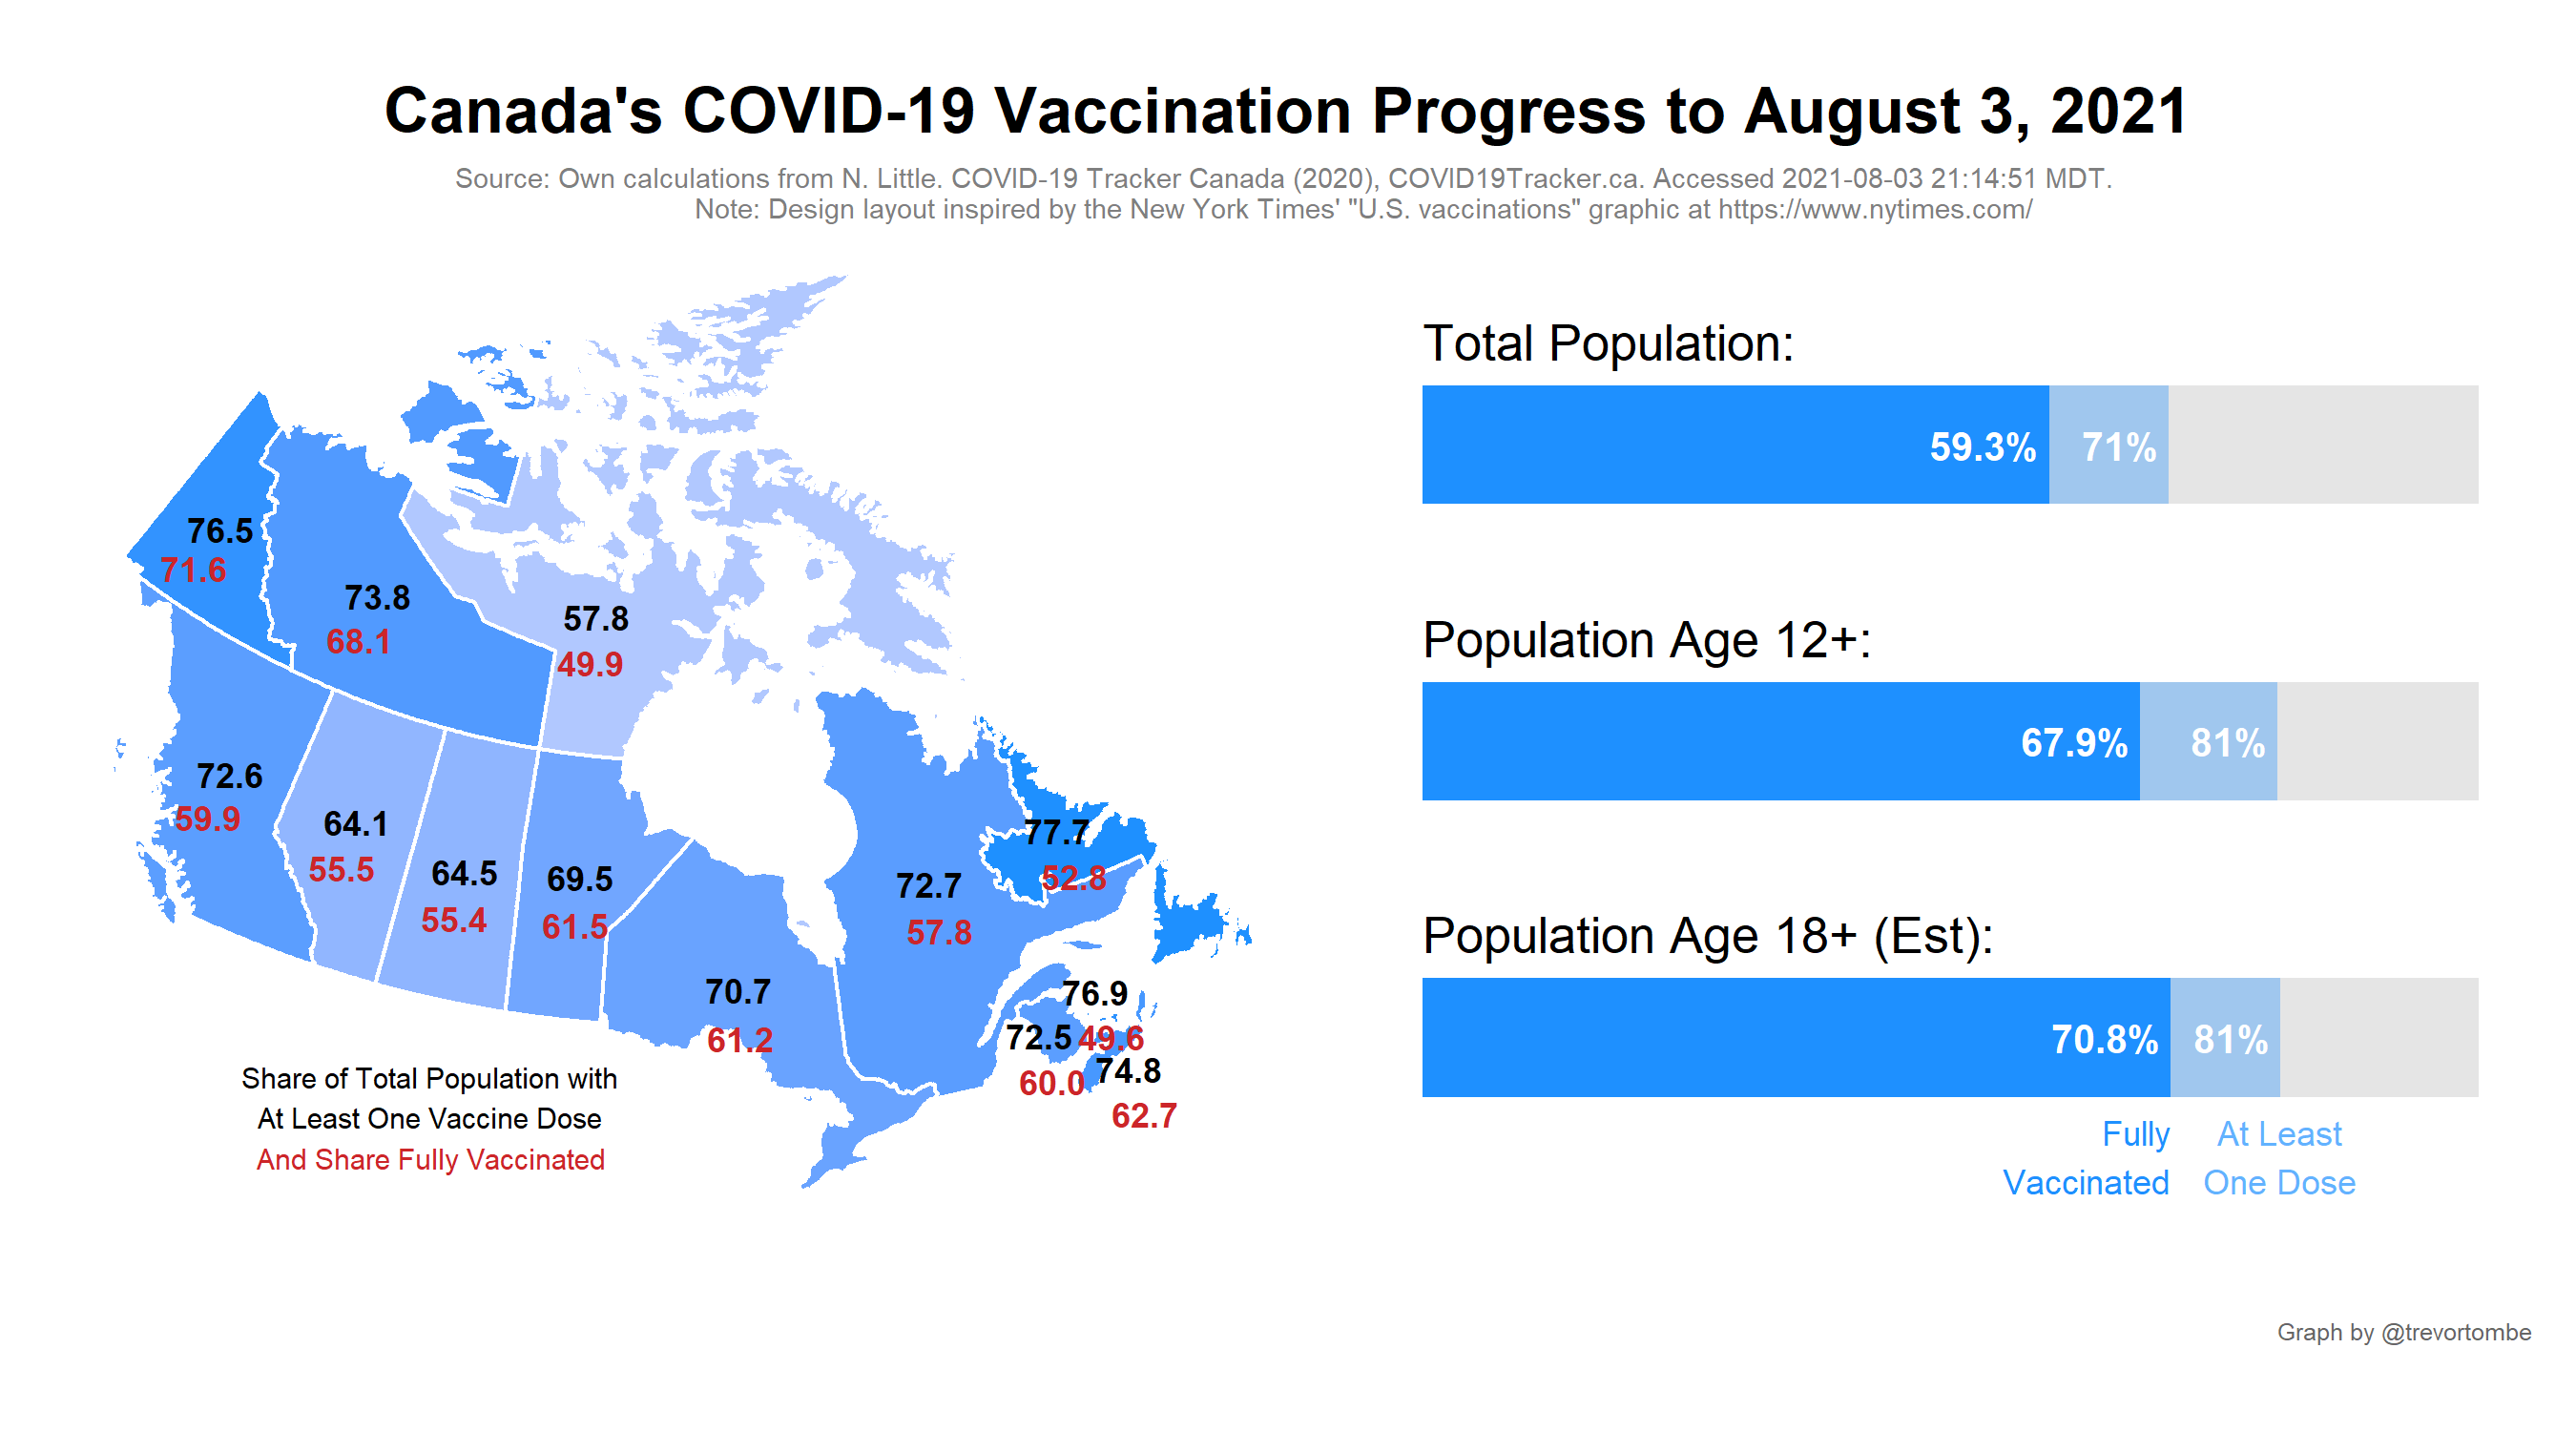 Canada's COVID-19 Vaccination Progress to August 3, 2021
Source: Own calculations from N. Little. COVID-19 Tracker Canada (2020), COVID19Tracker.ca. Accessed 2021-08-03 21:14:51 MDT.
Note: Design layout inspired by the New York Times' "U.S. vaccinations" graphic at https://www.nytimes.com/
76.5
71.6
73.8
68.1
57.8
49.9
72.6
59.9
64.1
55.5
64.5
55.4
69.5
61.5
70.7
61.2
72.7
57.8
77.7
52.8
76.9
49.6
72.5
60.0
74.8
62.7
Share of Total Population with
At Least One Vaccine Dose
And Share Fully Vaccinated
Total Population:
59.3% 71%
Population Age 12+:
67.9% 81%
Population Age 18+ (Est):
70.8% 81%
Fully
Vaccinated
At Least
One Dose
Graph by @trevortombe